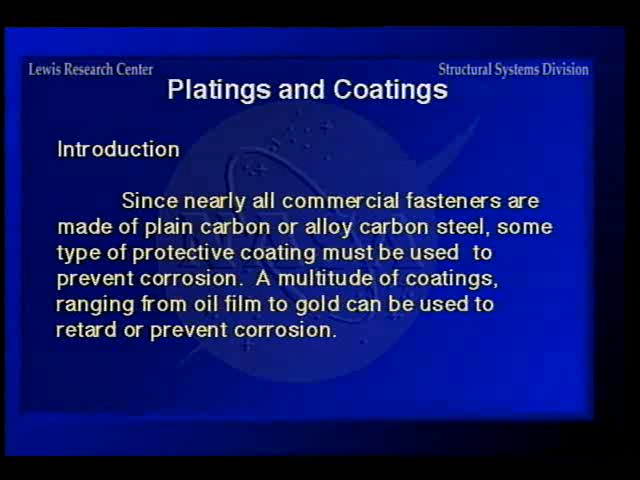 Lewis Research Center
Structural Systems Division
Platings and Coatings
Introduction
Since nearly all commercial fasteners are
made of plain carbon or alloy carbon steel, some
type of protective coating must be used to
prevent corrosion. A multitude of coatings,
ranging from oil film to gold can be used to
retard or prevent corrosion.
NASA